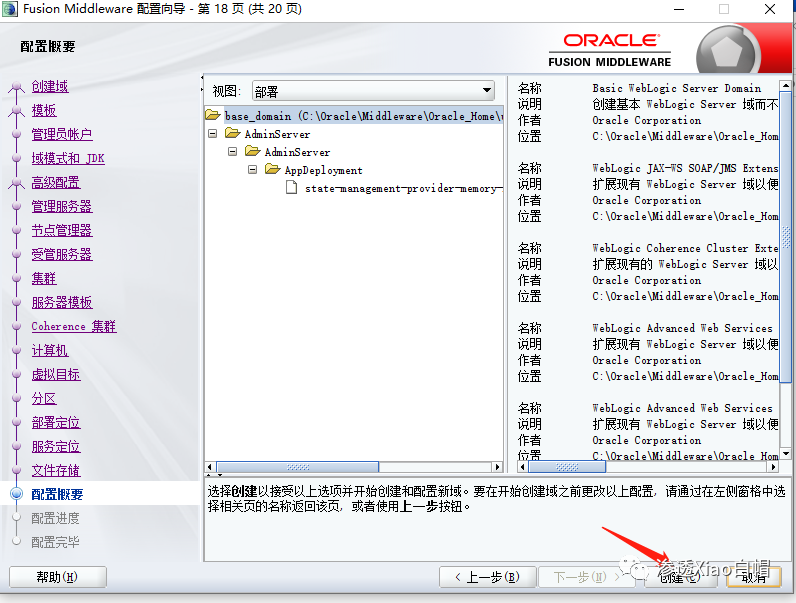 Fusion Middleware 配置向导 - 第 18 页 (共 20 页)
配置概要
ORACLE
FUSION MIDDLEWARE
创建域
模板
管理员帐户
域模式和 JDK
高级配置
管理服务器
节点管理器
受管服务器
集群
服务器模板
Coherence 集群
计算机
虚拟目标
分区
部署定位
服务定位
文件存储
配置概要
配置进度
配置完毕
视图: 部署
base_domain (C:\Oracle\Middleware\Oracle_Home\u
AdminServer
AdminServer
AppDeployment
state-management-provider-memory-
名称 Basic WebLogic Server Domain
说明 创建基本 WebLogic Server 域而不
作者 Oracle Corporation
位置 C:\Oracle\Middleware\Oracle_Hom
名称 WebLogic JAX-WS SOAP/JMS Extens
说明 扩展现有 WebLogic Server 域以便
作者 Oracle Corporation
位置 C:\Oracle\Middleware\Oracle_Hom
名称 WebLogic Coherence Cluster Exte
说明 扩展现有的 WebLogic Server 域以
作者 Oracle Corporation
位置 C:\Oracle\Middleware\Oracle_Hom
名称 WebLogic Advanced Web Services
说明 扩展现有 WebLogic Server 域以便
作者 Oracle Corporation
位置 C:\Oracle\Middleware\Oracle_Hom
名称 WebLogic Advanced Web Services
说明 扩展现有 WebLogic Server 域以便
作者 Oracle Corporation
位置 C:\Oracle\Middleware\Oracle_Hom
选择创建以接受以上选项并开始创建和配置新域。要在开始创建域之前更改以上配置, 请通过在左侧窗格中选
择相关页的名称返回该页, 或者使用上一步按钮。
帮助(H) < 上一步(B) 下一步(N) > 创建(C) 取消
渗透Xiao白帽